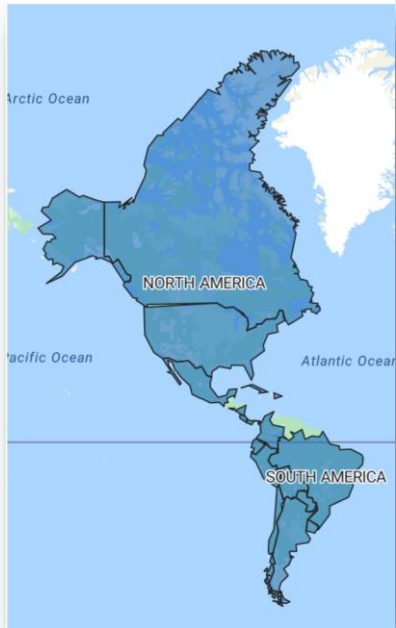 Arctic Ocean
NORTH AMERICA
Pacific Ocean
Atlantic Ocean
SOUTH AMERICA